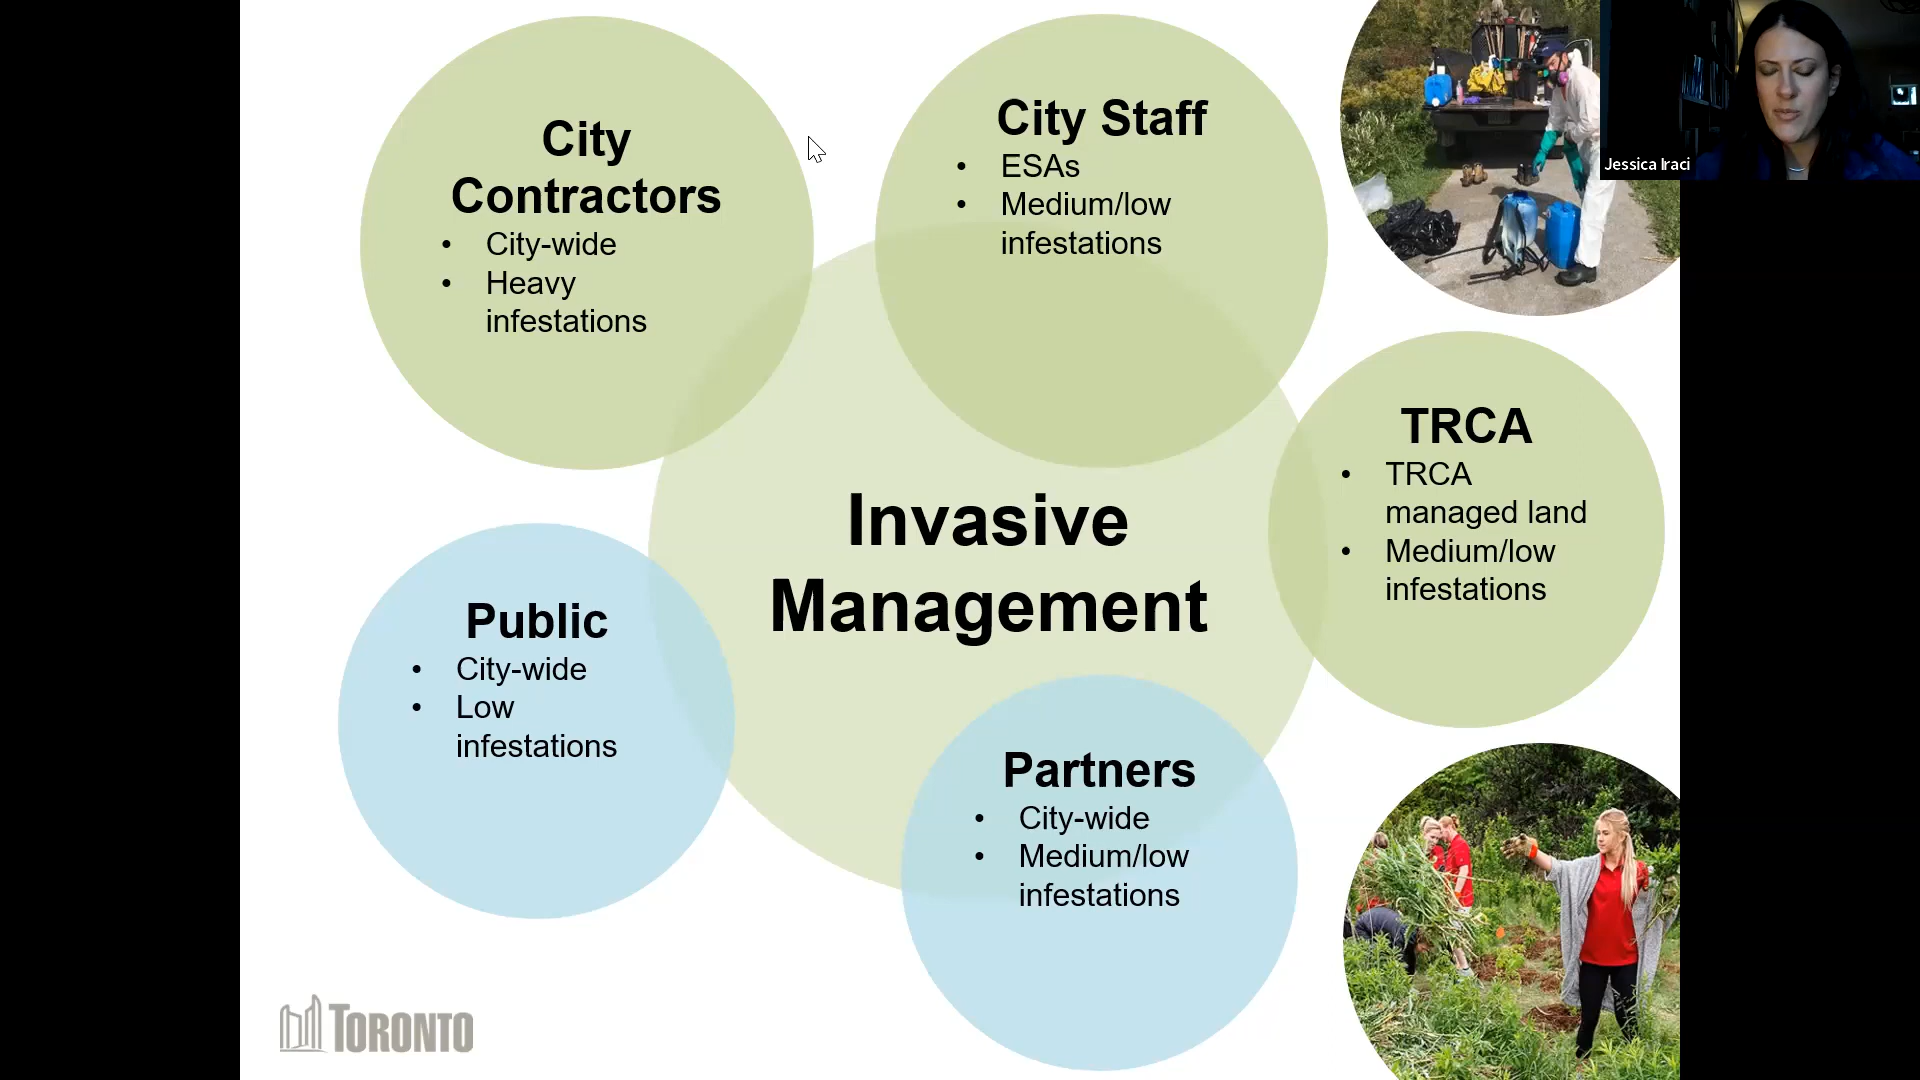 City
Contractors
• City-wide
• Heavy
infestations
City Staff
• ESAs
• Medium/low
infestations
Jessica Iraci
TRCA
• TRCA
managed land
• Medium/low
infestations
Invasive
Management
Public
• City-wide
• Low
infestations
Partners
• City-wide
• Medium/low
infestations
TORONTO